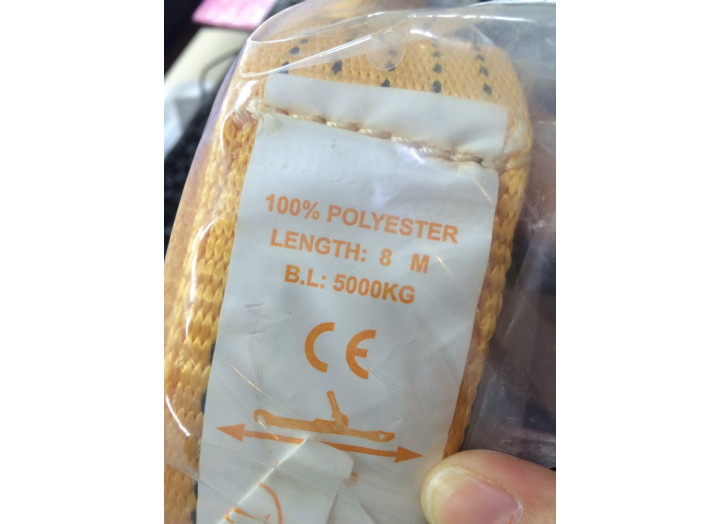 100% POLYESTER
LENGTH: 8 M
B.L: 5000KG
CE